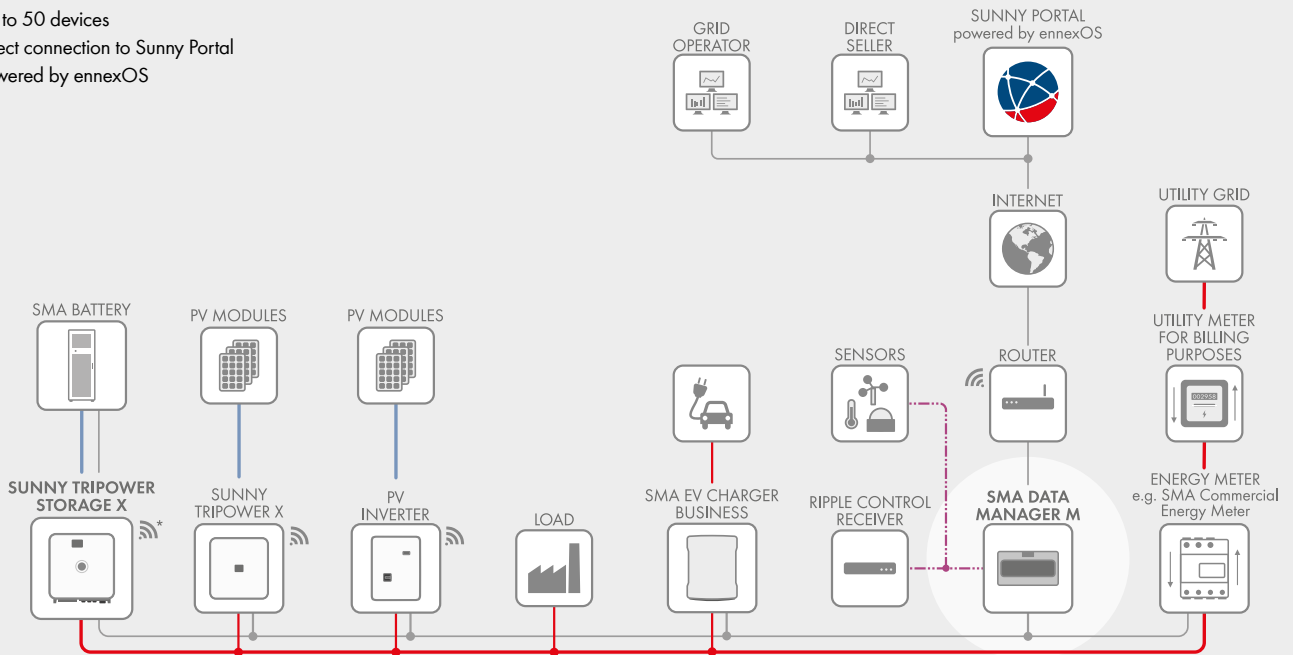 to 50 devices
ect connection to Sunny Portal
wered by ennexOS
GRID
OPERATOR
DIRECT
SELLER
SUNNY PORTAL
powered by ennexOS
INTERNET
UTILITY GRID
SMA BATTERY
PV MODULES
PV MODULES
SENSORS
ROUTER
UTILITY METER
FOR BILLING
PURPOSES
002958
SUNNY TRIPOWER
STORAGE X
*
SUNNY
TRIPOWER X
PV
INVERTER
LOAD
SMA EV CHARGER
BUSINESS
RIPPLE CONTROL
RECEIVER
SMA DATA
MANAGER M
ENERGY METER
e.g. SMA Commercial
Energy Meter